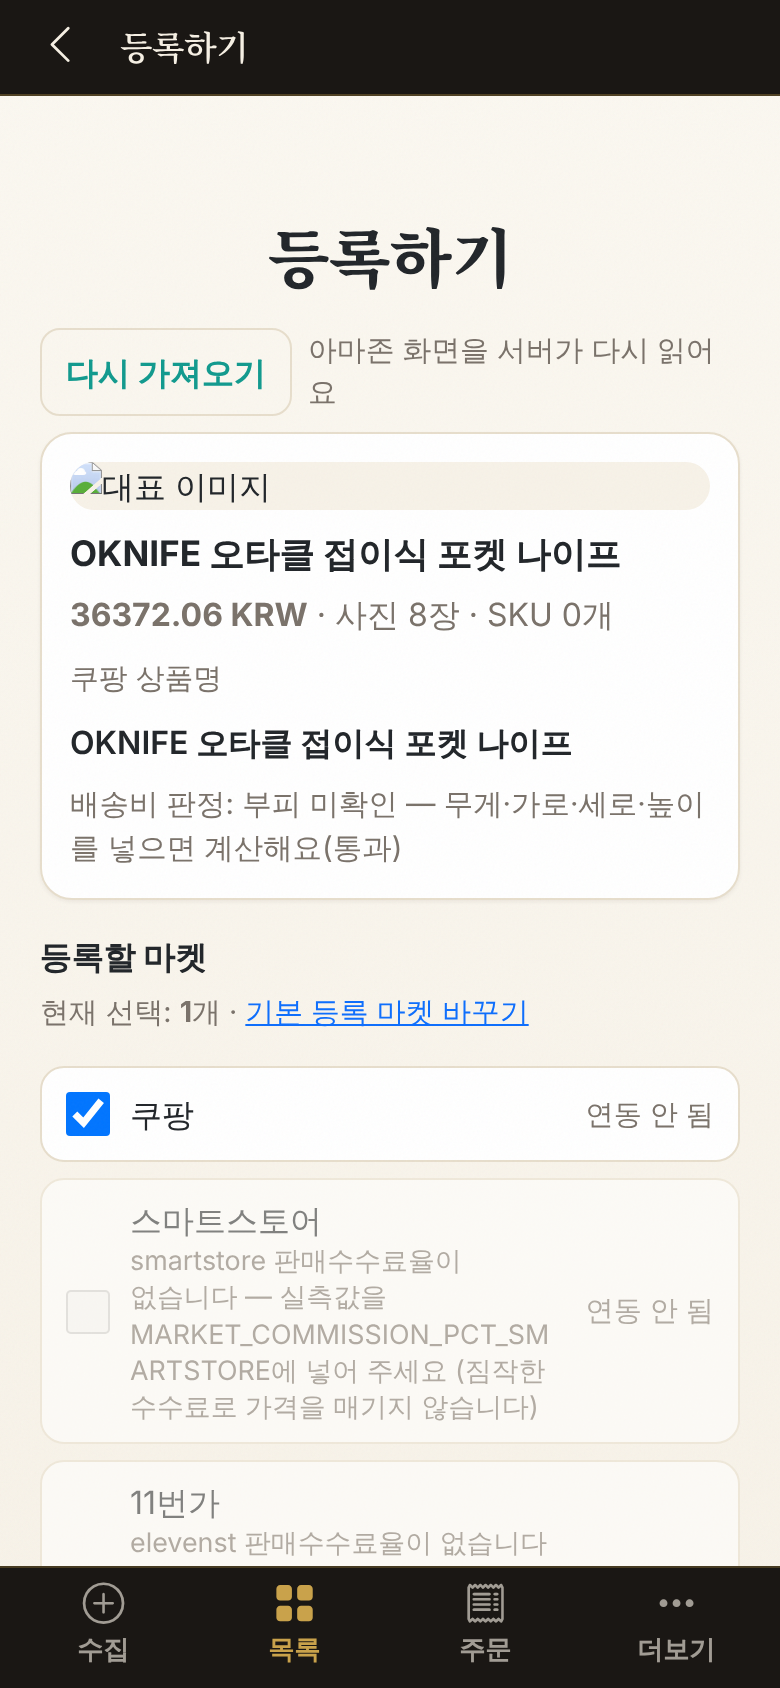 등록하기
등록하기
다시 가져오기
아마존 화면을 서버가 다시 읽어
요
대표 이미지
OKNIFE 오타클 접이식 포켓 나이프
36372.06 KRW · 사진 8장 · SKU 0개
쿠팡 상품명
OKNIFE 오타클 접이식 포켓 나이프
배송비 판정: 부피 미확인 — 무게·가로·세로·높이
를 넣으면 계산해요(통과)
등록할 마켓
현재 선택: 1개 · 기본 등록 마켓 바꾸기
쿠팡
연동 안 됨
스마트스토어
smartstore 판매수수료율이
없습니다 — 실측값을
MARKET_COMMISSION_PCT_SM
ARTSTORE에 넣어 주세요 (짐작한
수수료로 가격을 매기지 않습니다)
연동 안 됨
11번가
elevenst 판매수수료율이 없습니다
수집
목록
주문
더보기